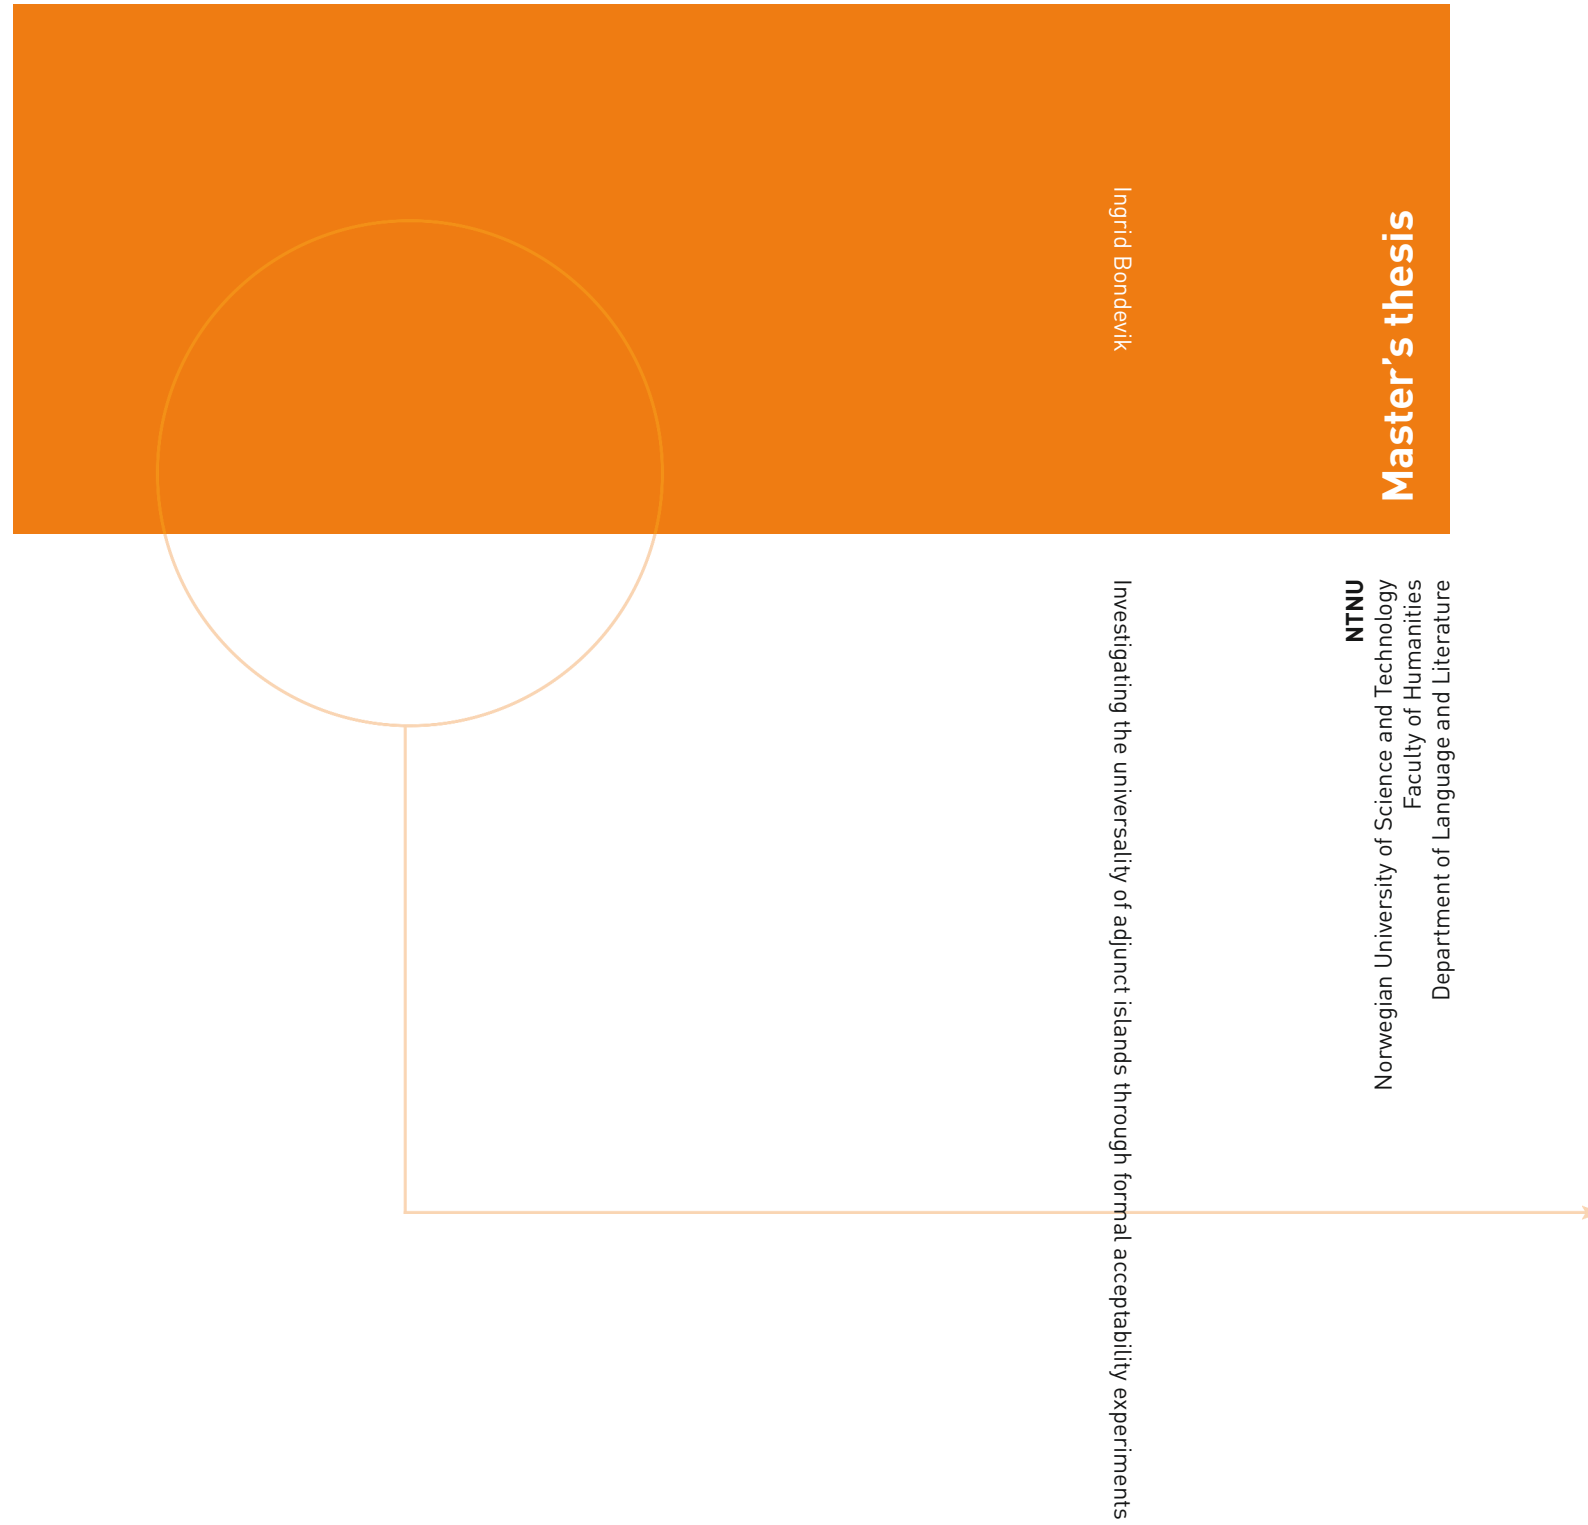 Master's thesis
Ingrid Bondevik
NTNU
Norwegian University of Science and Technology
Faculty of Humanities
Department of Language and Literature
Investigating the universality of adjunct islands through formal acceptability experiments